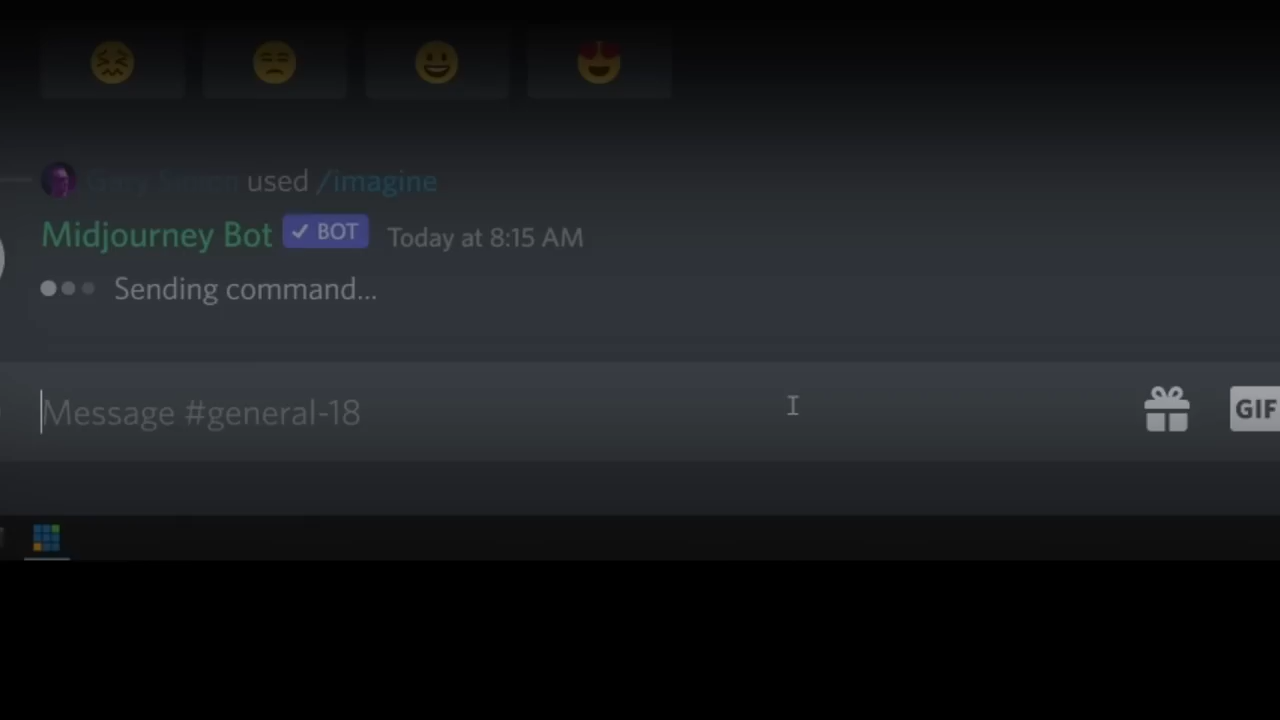 used /imagine
Midjourney Bot ✓ BOT Today at 8:15 AM
Sending command...
Message #general-18
GIF